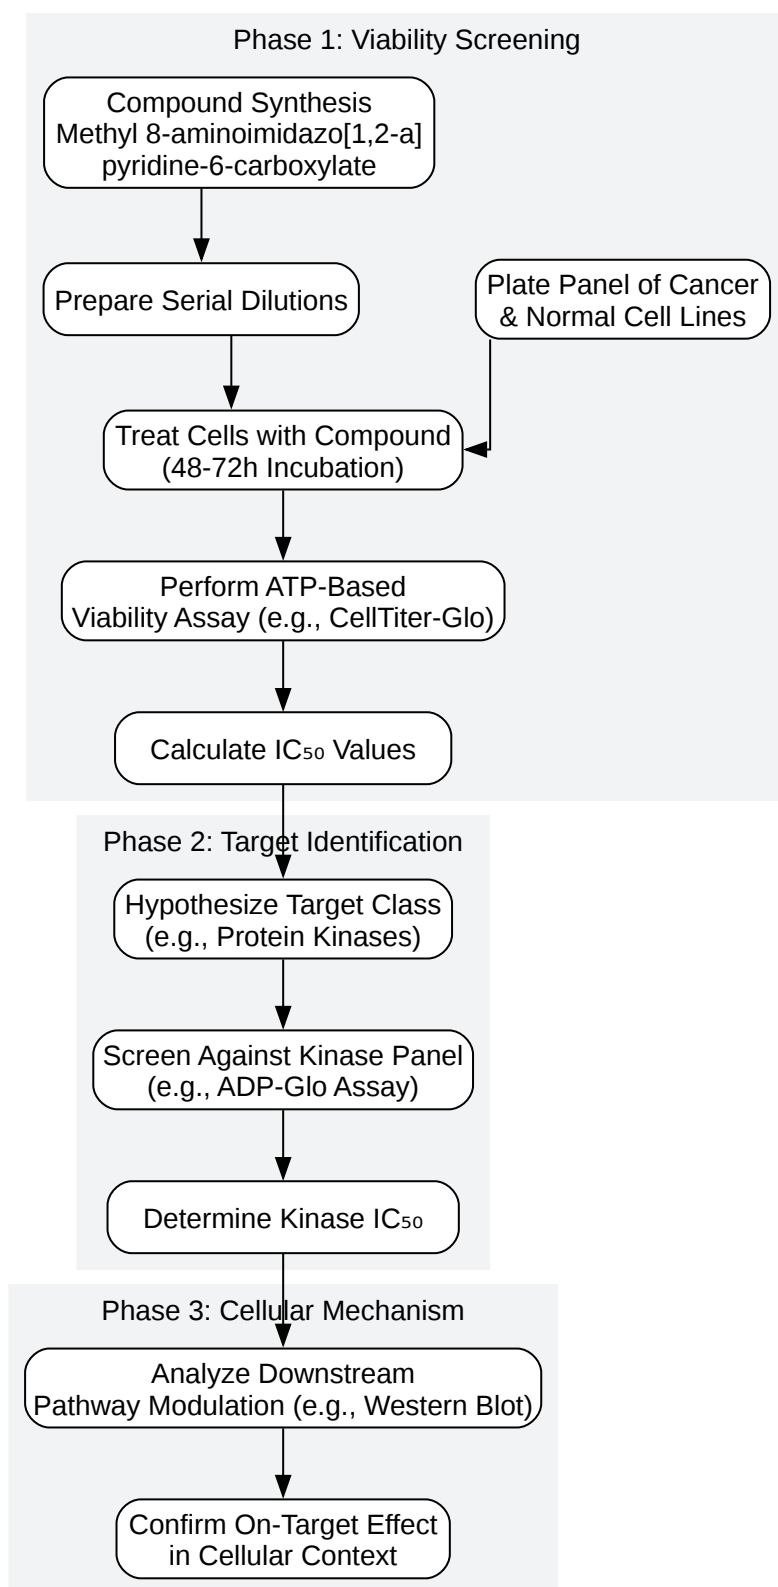 Phase 1: Viability Screening
Compound Synthesis
Methyl 8-aminoimidazo[1,2-a]
pyridine-6-carboxylate
Prepare Serial Dilutions
Plate Panel of Cancer
& Normal Cell Lines
Treat Cells with Compound
(48-72h Incubation)
Perform ATP-Based
Viability Assay (e.g., CellTiter-Glo)
Calculate IC₅₀ Values
Phase 2: Target Identification
Hypothesize Target Class
(e.g., Protein Kinases)
Screen Against Kinase Panel
(e.g., ADP-Glo Assay)
Determine Kinase IC₅₀
Phase 3: Cellular Mechanism
Analyze Downstream
Pathway Modulation (e.g., Western Blot)
Confirm On-Target Effect
in Cellular Context